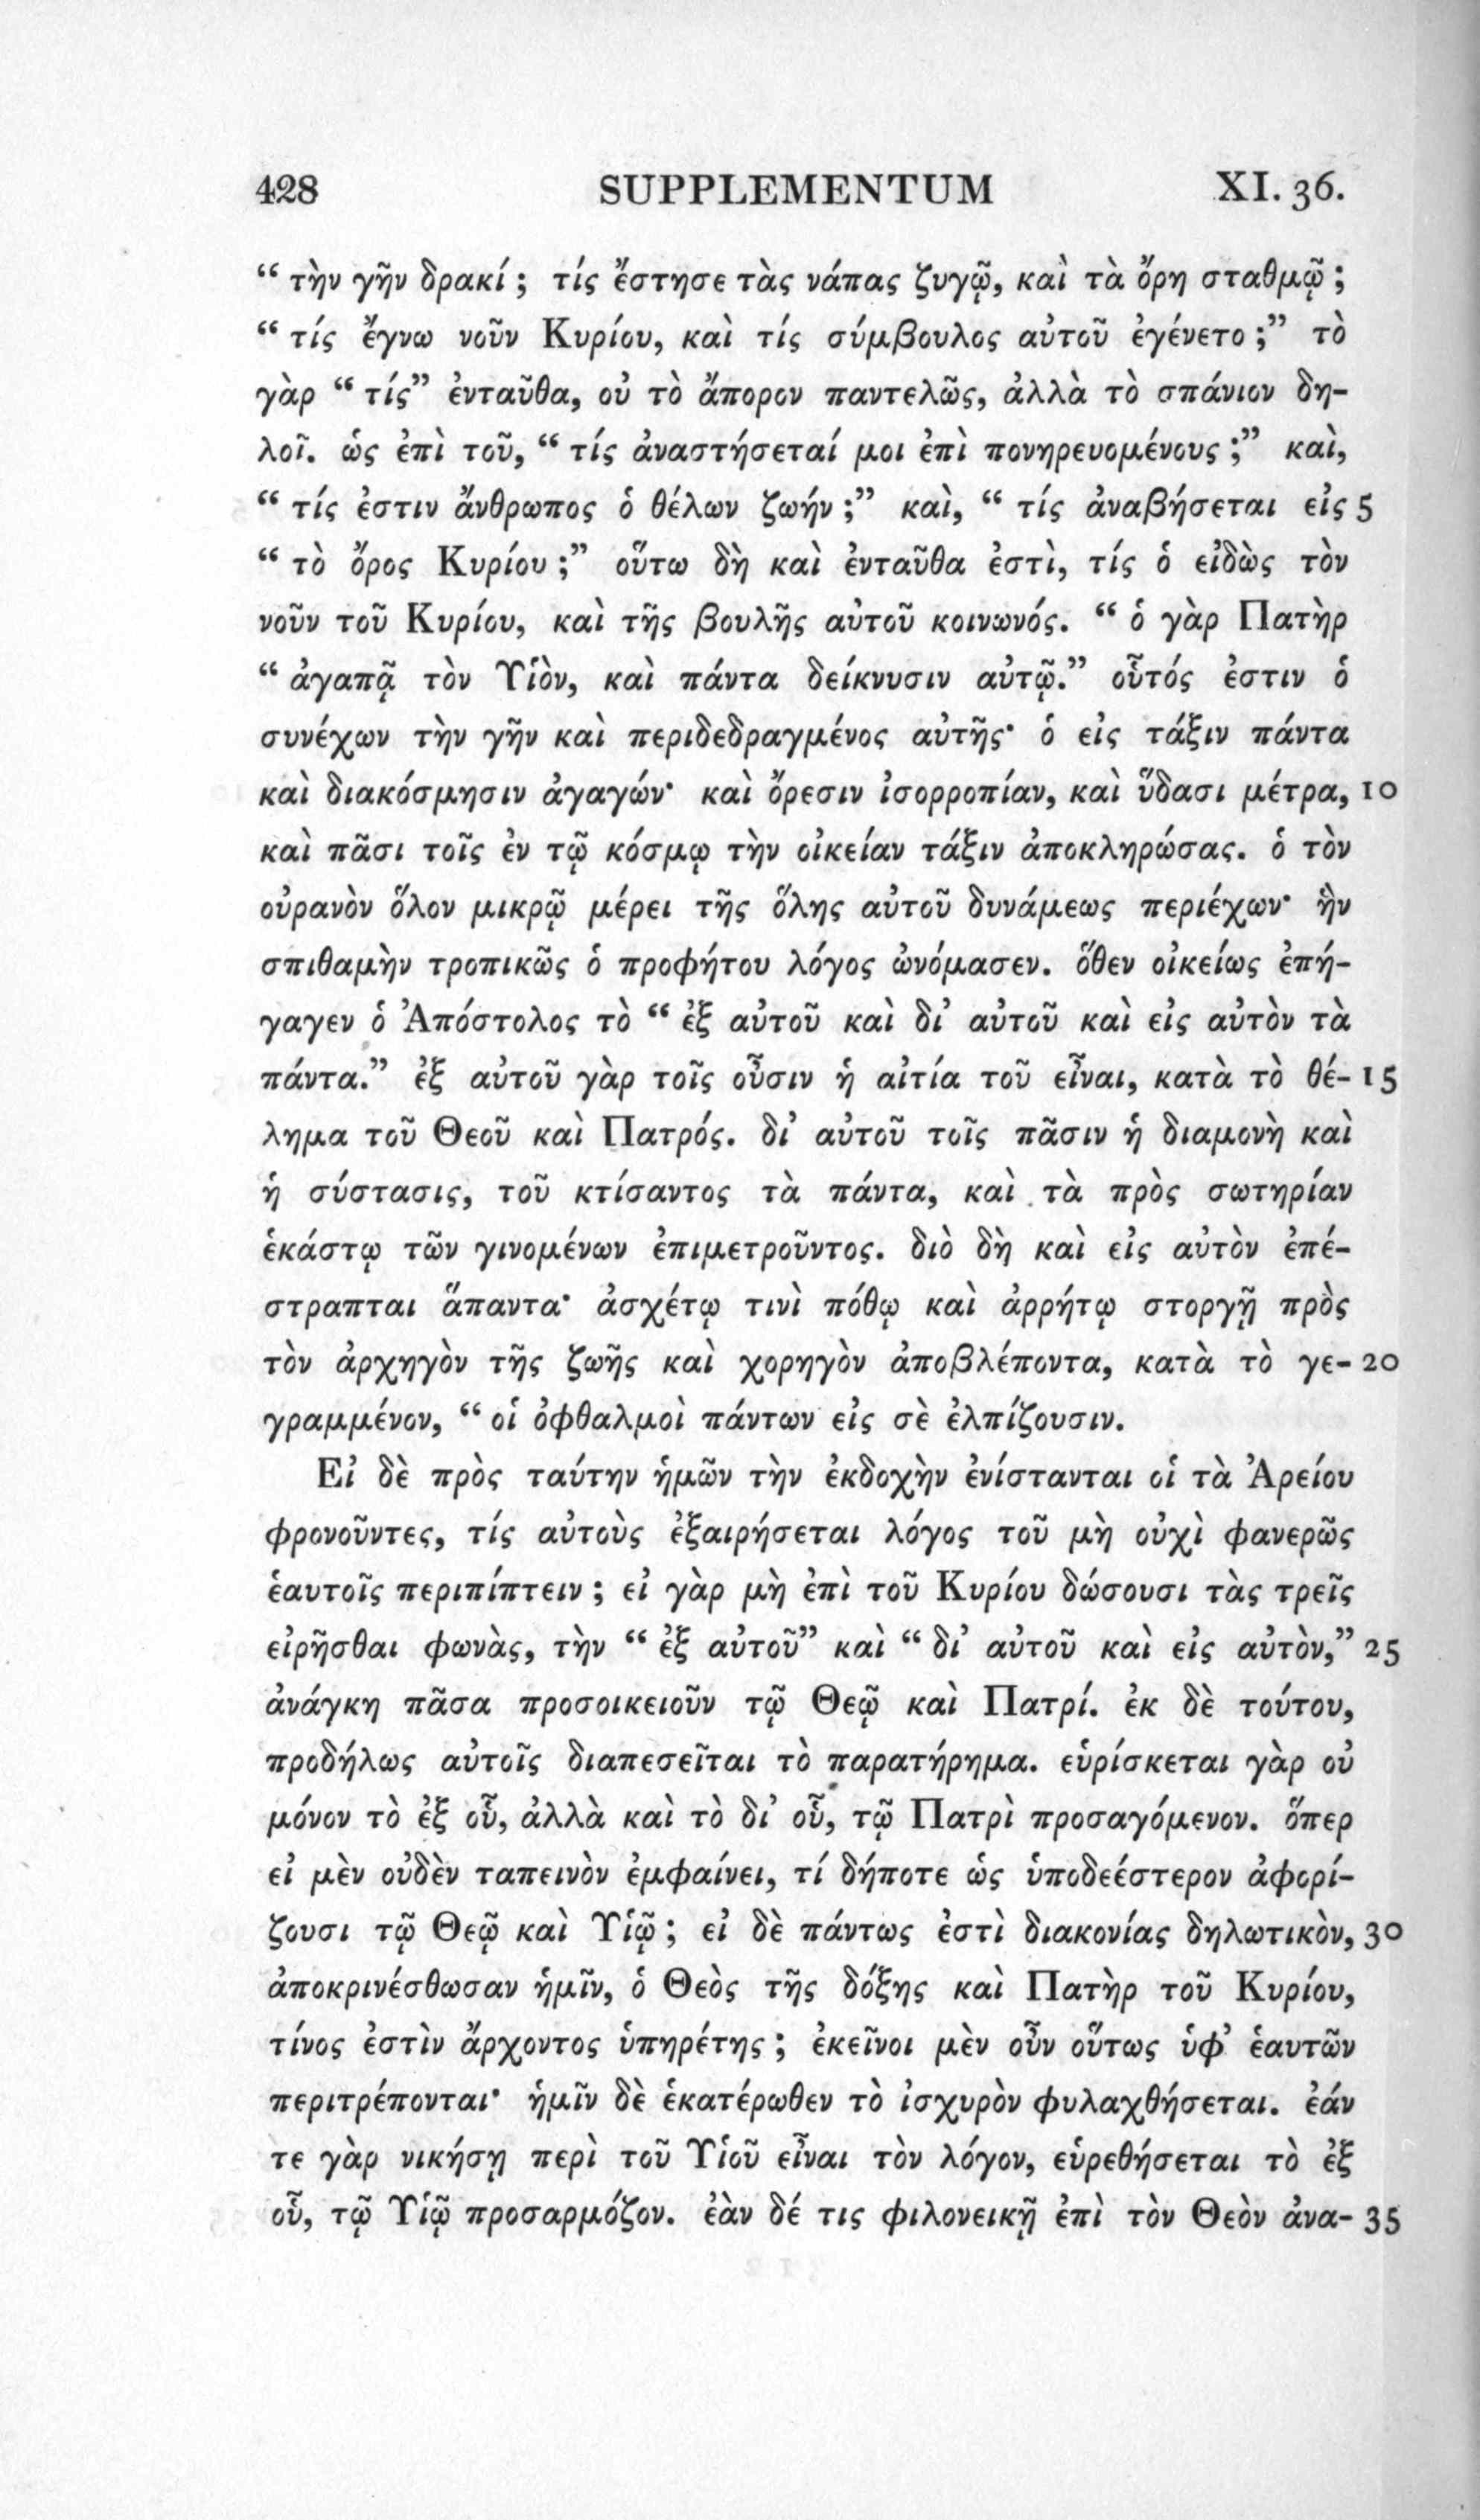 428 SUPPLEMENTUM XI. 36.
“ τὴν γῆν δρακί ; τίς ἔστησε τὰς νάπας ζυγῷ, καὶ τὰ ὄρη σταθμῷ ;
“ τίς ἔγνω νοῦν Κυρίου, καὶ τίς σύμβουλος αὐτοῦ ἐγένετο ;” τὸ
γὰρ “ τίς” ἐνταῦθα, οὐ τὸ ἄπορον παντελῶς, ἀλλὰ τὸ σπάνιον δη-
λοῖ. ὡς ἐπὶ τοῦ, “ τίς ἀναστήσεταί μοι ἐπὶ πονηρευομένους ;” καὶ,
“ τίς ἐστιν ἄνθρωπος ὁ θέλων ζωήν ;” καὶ, “ τίς ἀναβήσεται εἰς 5
“ τὸ ὄρος Κυρίου ;” οὕτω δὴ καὶ ἐνταῦθα ἐστὶ, τίς ὁ εἰδὼς τὸν
νοῦν τοῦ Κυρίου, καὶ τῆς βουλῆς αὐτοῦ κοινωνός. “ ὁ γὰρ Πατὴρ
“ ἀγαπᾷ τὸν Υἱὸν, καὶ πάντα δείκνυσιν αὐτῷ.” οὗτός ἐστιν ὁ
συνέχων τὴν γῆν καὶ περιδεδραγμένος αὐτῆς· ὁ εἰς τάξιν πάντα
καὶ διακόσμησιν ἀγαγών· καὶ ὄρεσιν ἰσορροπίαν, καὶ ὕδασι μέτρα, 10
καὶ πᾶσι τοῖς ἐν τῷ κόσμῳ τὴν οἰκείαν τάξιν ἀποκληρώσας. ὁ τὸν
οὐρανὸν ὅλον μικρῷ μέρει τῆς ὅλης αὐτοῦ δυνάμεως περιέχων· ἣν
σπιθαμὴν τροπικῶς ὁ προφήτου λόγος ὠνόμασεν. ὅθεν οἰκείως ἐπή-
γαγεν ὁ Ἀπόστολος τὸ “ ἐξ αὐτοῦ καὶ δι’ αὐτοῦ καὶ εἰς αὐτὸν τὰ
πάντα.” ἐξ αὐτοῦ γὰρ τοῖς οὖσιν ἡ αἰτία τοῦ εἶναι, κατὰ τὸ θέ- 15
λημα τοῦ Θεοῦ καὶ Πατρός. δι’ αὐτοῦ τοῖς πᾶσιν ἡ διαμονὴ καὶ
ἡ σύστασις, τοῦ κτίσαντος τὰ πάντα, καὶ τὰ πρὸς σωτηρίαν
ἑκάστῳ τῶν γινομένων ἐπιμετροῦντος. διὸ δὴ καὶ εἰς αὐτὸν ἐπέ-
στραπται ἅπαντα· ἀσχέτῳ τινὶ πόθῳ καὶ ἀρρήτῳ στοργῇ πρὸς
τὸν ἀρχηγὸν τῆς ζωῆς καὶ χορηγὸν ἀποβλέποντα, κατὰ τὸ γε- 20
γραμμένον, “ οἱ ὀφθαλμοὶ πάντων εἰς σὲ ἐλπίζουσιν.
Εἰ δὲ πρὸς ταύτην ἡμῶν τὴν ἐκδοχὴν ἐνίστανται οἱ τὰ Ἀρείου
φρονοῦντες, τίς αὐτοὺς ἐξαιρήσεται λόγος τοῦ μὴ οὐχὶ φανερῶς
ἑαυτοῖς περιπίπτειν ; εἰ γὰρ μὴ ἐπὶ τοῦ Κυρίου δώσουσι τὰς τρεῖς
εἰρῆσθαι φωνὰς, τὴν “ ἐξ αὐτοῦ” καὶ “ δι’ αὐτοῦ καὶ εἰς αὐτὸν,” 25
ἀνάγκη πᾶσα προσοικειοῦν τῷ Θεῷ καὶ Πατρί. ἐκ δὲ τούτου,
προδήλως αὐτοῖς διαπεσεῖται τὸ παρατήρημα. εὑρίσκεται γὰρ οὐ
μόνον τὸ ἐξ οὗ, ἀλλὰ καὶ τὸ δι’ οὗ, τῷ Πατρὶ προσαγόμενον. ὅπερ
εἰ μὲν οὐδὲν ταπεινὸν ἐμφαίνει, τί δήποτε ὡς ὑποδεέστερον ἀφορί-
ζουσι τῷ Θεῷ καὶ Υἱῷ ; εἰ δὲ πάντως ἐστὶ διακονίας δηλωτικὸν, 30
ἀποκρινέσθωσαν ἡμῖν, ὁ Θεὸς τῆς δόξης καὶ Πατὴρ τοῦ Κυρίου,
τίνος ἐστὶν ἄρχοντος ὑπηρέτης ; ἐκεῖνοι μὲν οὖν οὕτως ὑφ’ ἑαυτῶν
περιτρέπονται· ἡμῖν δὲ ἑκατέρωθεν τὸ ἰσχυρὸν φυλαχθήσεται. ἐάν
τε γὰρ νικήσῃ περὶ τοῦ Υἱοῦ εἶναι τὸν λόγον, εὑρεθήσεται τὸ ἐξ
οὗ, τῷ Υἱῷ προσαρμόζον. ἐὰν δέ τις φιλονεικῇ ἐπὶ τὸν Θεὸν ἀνα- 35